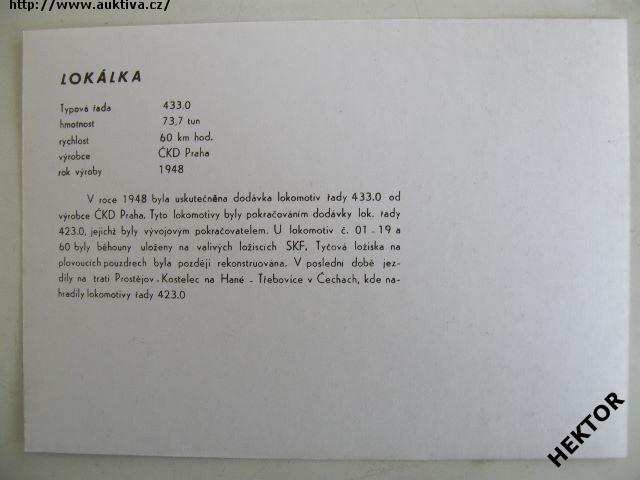 http://www.auktiva.cz/
LOKÁLKA
Typová řada 433.0
hmotnost 73,7 tun
rychlost 60 km hod.
výrobce ČKD Praha
rok výroby 1948
V roce 1948 byla uskutečněna dodávka lokomotiv řady 433.0 od
výrobce ČKD Praha. Tyto lokomotivy byly pokračováním dodávky lok. řady
423.0, jejichž byly vývojovým pokračovatelem. U lokomotiv č. 01 - 19 a
60 byly běhouny uloženy na valivých ložiscích SKF. Tyčová ložiska na
plovoucích pouzdrech byla později rekonstruována. V poslední době jez-
dily na trati Prostějov - Kostelec na Hané - Třebovice v Čechach, kde na-
hradily lokomotivy řady 423.0
HEKTOR